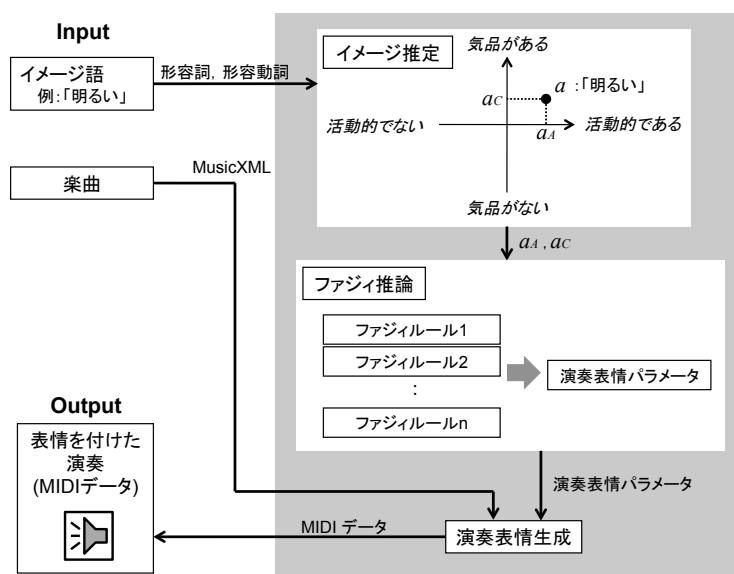 Input
イメージ語
例:「明るい」
形容詞, 形容動詞
イメージ推定
気品がある
aC
a :「明るい」
活動的でない
活動的である
aA
気品がない
楽曲
MusicXML
aA , aC
ファジィ推論
ファジィルール1
ファジィルール2
:
ファジィルールn
演奏表情パラメータ
Output
表情を付けた
演奏
(MIDIデータ)
演奏表情パラメータ
MIDI データ
演奏表情生成